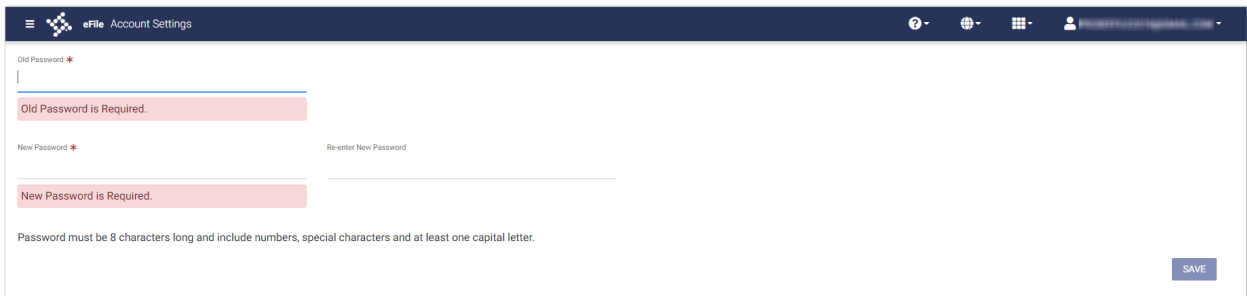 eFile Account Settings
Old Password *
Old Password is Required.
New Password * Re-enter New Password
New Password is Required.
Password must be 8 characters long and include numbers, special characters and at least one capital letter.
SAVE